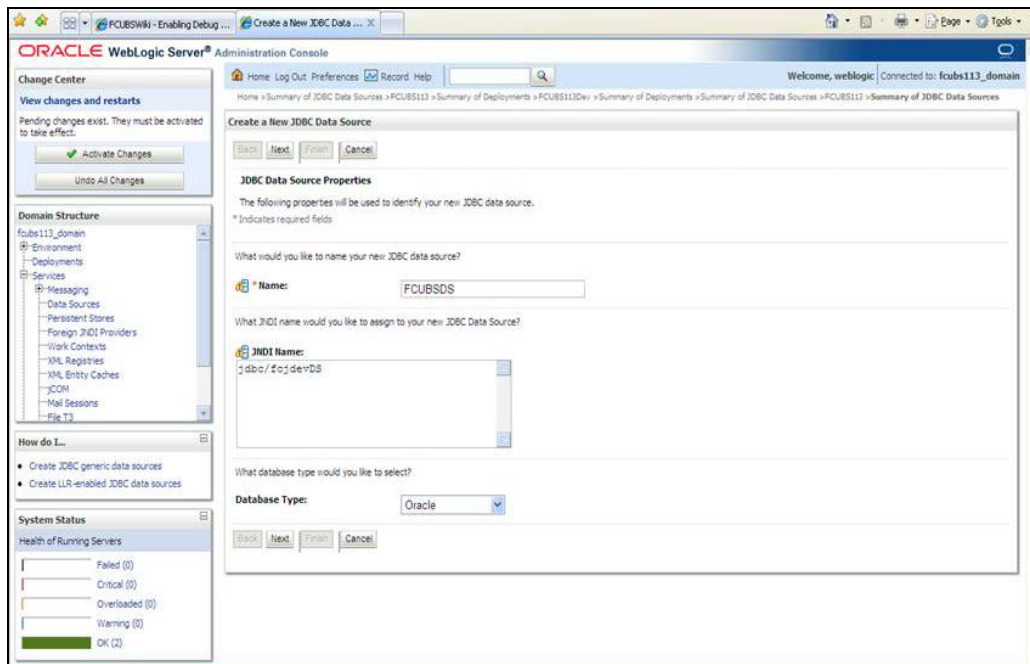 FCUBSWiki - Enabling Debug ...
Create a New JDBC Data ... X
Page
Tools
ORACLE WebLogic Server® Administration Console
Change Center
View changes and restarts
Pending changes exist. They must be activated
to take effect.
Activate Changes
Undo All Changes
Domain Structure
fcubs113_domain
Environment
Deployments
Services
Messaging
Data Sources
Persistent Stores
Foreign JNDI Providers
Work Contexts
XML Registries
XML Entity Caches
jCOM
Mail Sessions
File T3
How do I...
Create JDBC generic data sources
Create LLR-enabled JDBC data sources
System Status
Health of Running Servers
Failed (0)
Critical (0)
Overloaded (0)
Warning (0)
OK (2)
Home Log Out Preferences Record Help
Welcome, weblogic Connected to: fcubs113_domain
Home >Summary of JDBC Data Sources >FCUBS113 >Summary of Deployments >FCUBS113Dev >Summary of Deployments >Summary of JDBC Data Sources >FCUBS113 >Summary of JDBC Data Sources
Create a New JDBC Data Source
Back Next Finish Cancel
JDBC Data Source Properties
The following properties will be used to identify your new JDBC data source.
* Indicates required fields
What would you like to name your new JDBC data source?
* Name: FCUBSDS
What JNDI name would you like to assign to your new JDBC Data Source?
JNDI Name:
jdbc/fcjdevDS
What database type would you like to select?
Database Type: Oracle
Back Next Finish Cancel